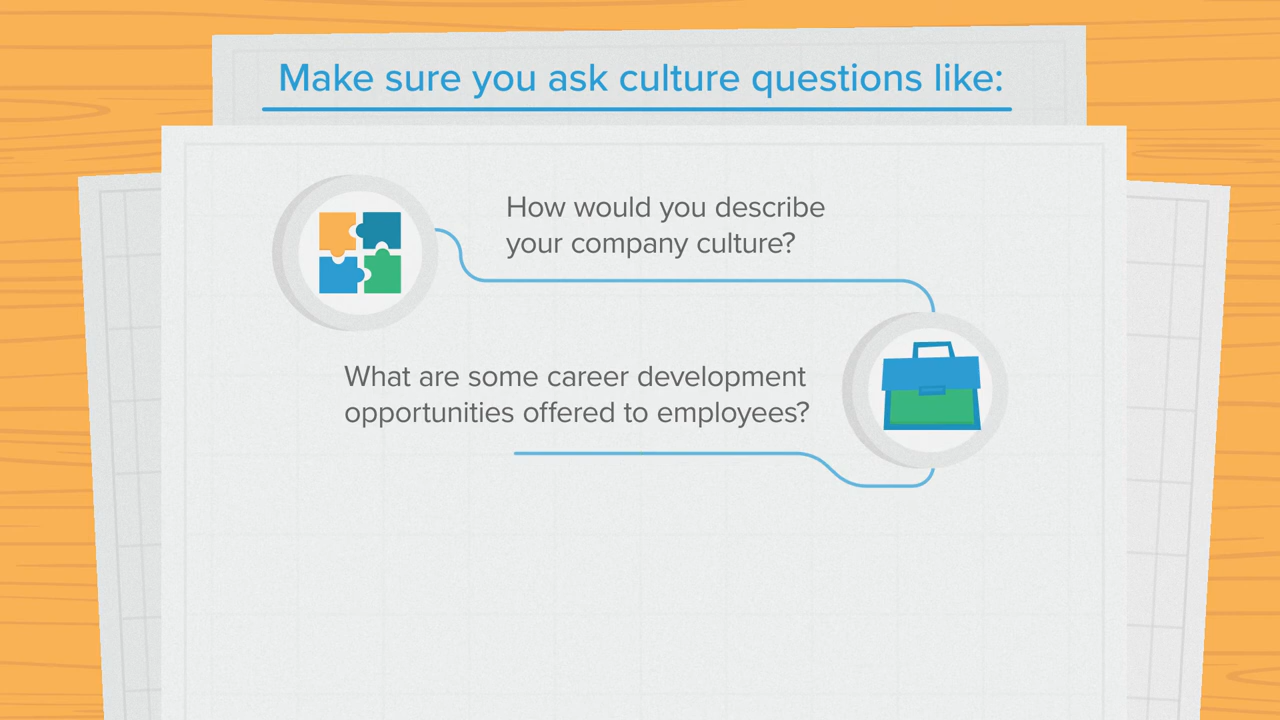 Make sure you ask culture questions like:
How would you describe
your company culture?
What are some career development
opportunities offered to employees?